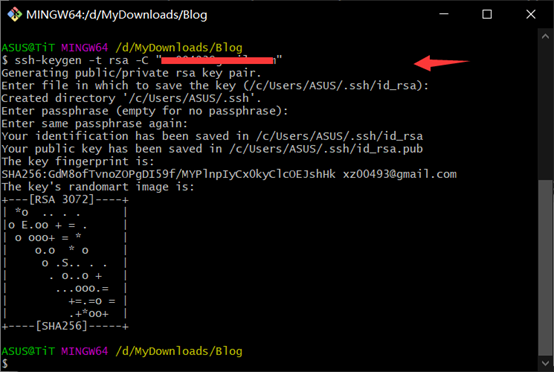 MINGW64:/d/MyDownloads/Blog
ASUS@TiT MINGW64 /d/MyDownloads/Blog
$ ssh-keygen -t rsa -C "
Generating public/private rsa key pair.
Enter file in which to save the key (/c/Users/ASUS/.ssh/id_rsa):
Created directory '/c/Users/ASUS/.ssh'.
Enter passphrase (empty for no passphrase):
Enter same passphrase again:
Your identification has been saved in /c/Users/ASUS/.ssh/id_rsa
Your public key has been saved in /c/Users/ASUS/.ssh/id_rsa.pub
The key fingerprint is:
SHA256:GdM8ofTvnoZOPgDI59f/MYPlnpIyCxOkyClcOEJshHk xz00493@gmail.com
The key's randomart image is:
+---[RSA 3072]----+
| *o  .. . .      |
|o E.oo + = .     |
| o ooo+ = *      |
|    o.o  * o     |
|     o .S.. . .  |
|      . o..o +   |
|       ...ooo.=  |
|         +=.=o = |
|         .+*oo+  |
+----[SHA256]-----+
ASUS@TiT MINGW64 /d/MyDownloads/Blog
$